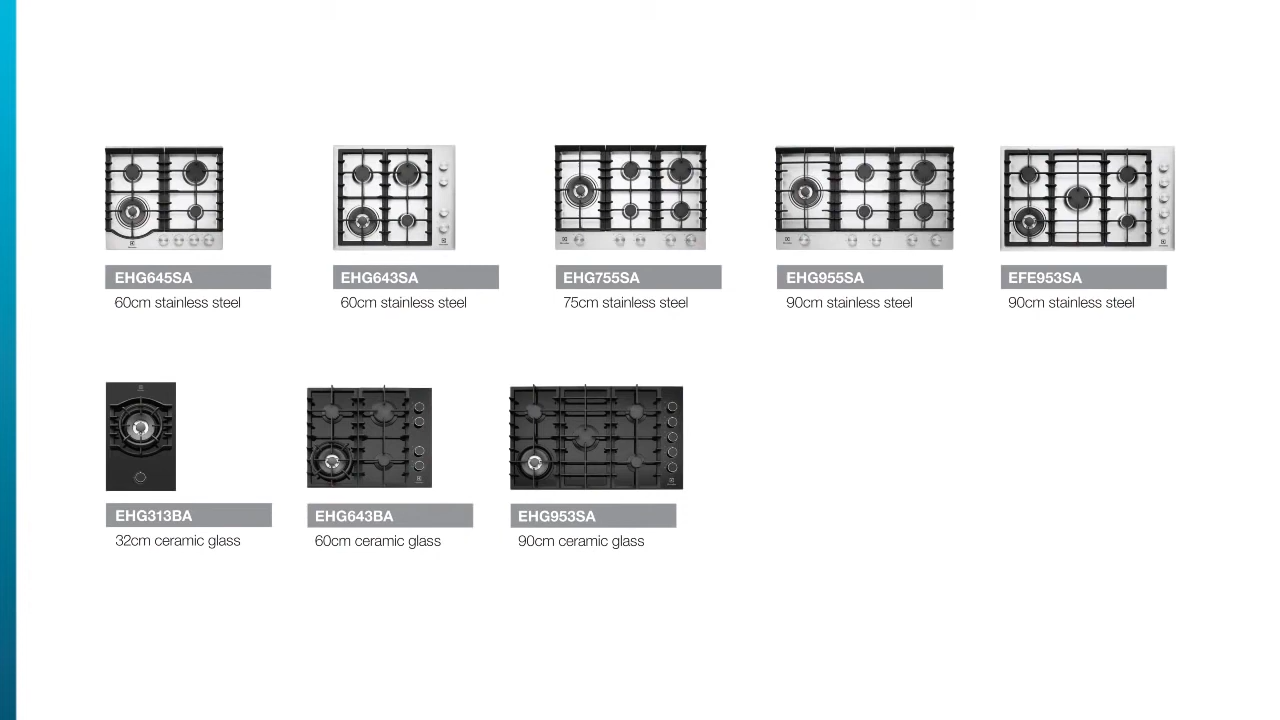 EHG645SA
60cm stainless steel
EHG643SA
60cm stainless steel
EHG755SA
75cm stainless steel
EHG955SA
90cm stainless steel
EFE953SA
90cm stainless steel
EHG313BA
32cm ceramic glass
EHG643BA
60cm ceramic glass
EHG953SA
90cm ceramic glass